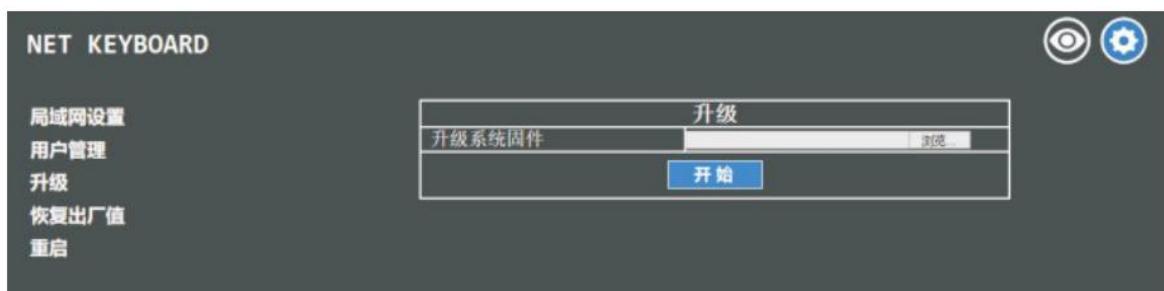 NET KEYBOARD
局域网设置
用户管理
升级
恢复出厂值
重启
升级
升级系统固件
浏览...
开始